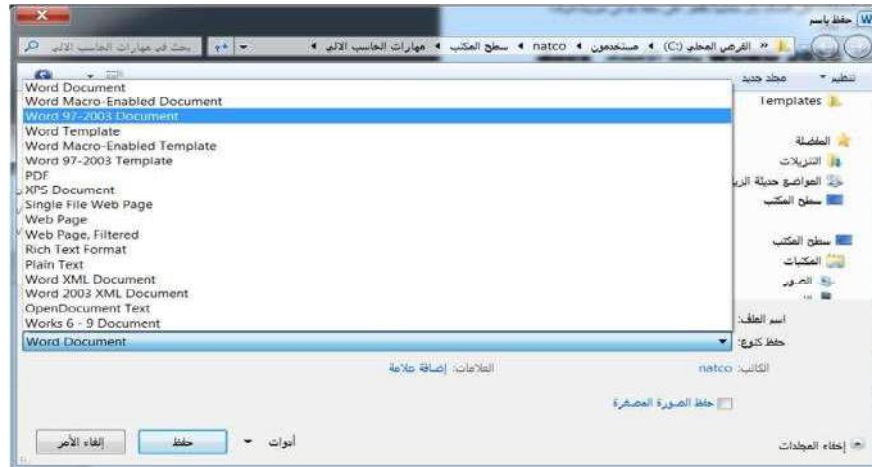 حفظ باسم
« القرص المحلي (C:) ‹ مستخدمون ‹ natco ‹ سطح المكتب ‹ مهارات الحاسب الالي ‹
بحث في مهارات الحاسب الالي
تنظيم
مجلد جديد
Templates
المفضلة
التنزيلات
المواضع حديثة الزيا
سطح المكتب
سطح المكتب
المكتبات
الصور
Word Document
Word Macro-Enabled Document
Word 97-2003 Document
Word Template
Word Macro-Enabled Template
Word 97-2003 Template
PDF
XPS Document
Single File Web Page
Web Page
Web Page, Filtered
Rich Text Format
Plain Text
Word XML Document
Word 2003 XML Document
OpenDocument Text
Works 6 - 9 Document
اسم الملف:
حفظ كنوع: Word Document
الكاتب: natco
العلامات: إضافة علامة
حفظ الصورة المصغرة
إخفاء المجلدات
أدوات
حفظ
إلغاء الأمر